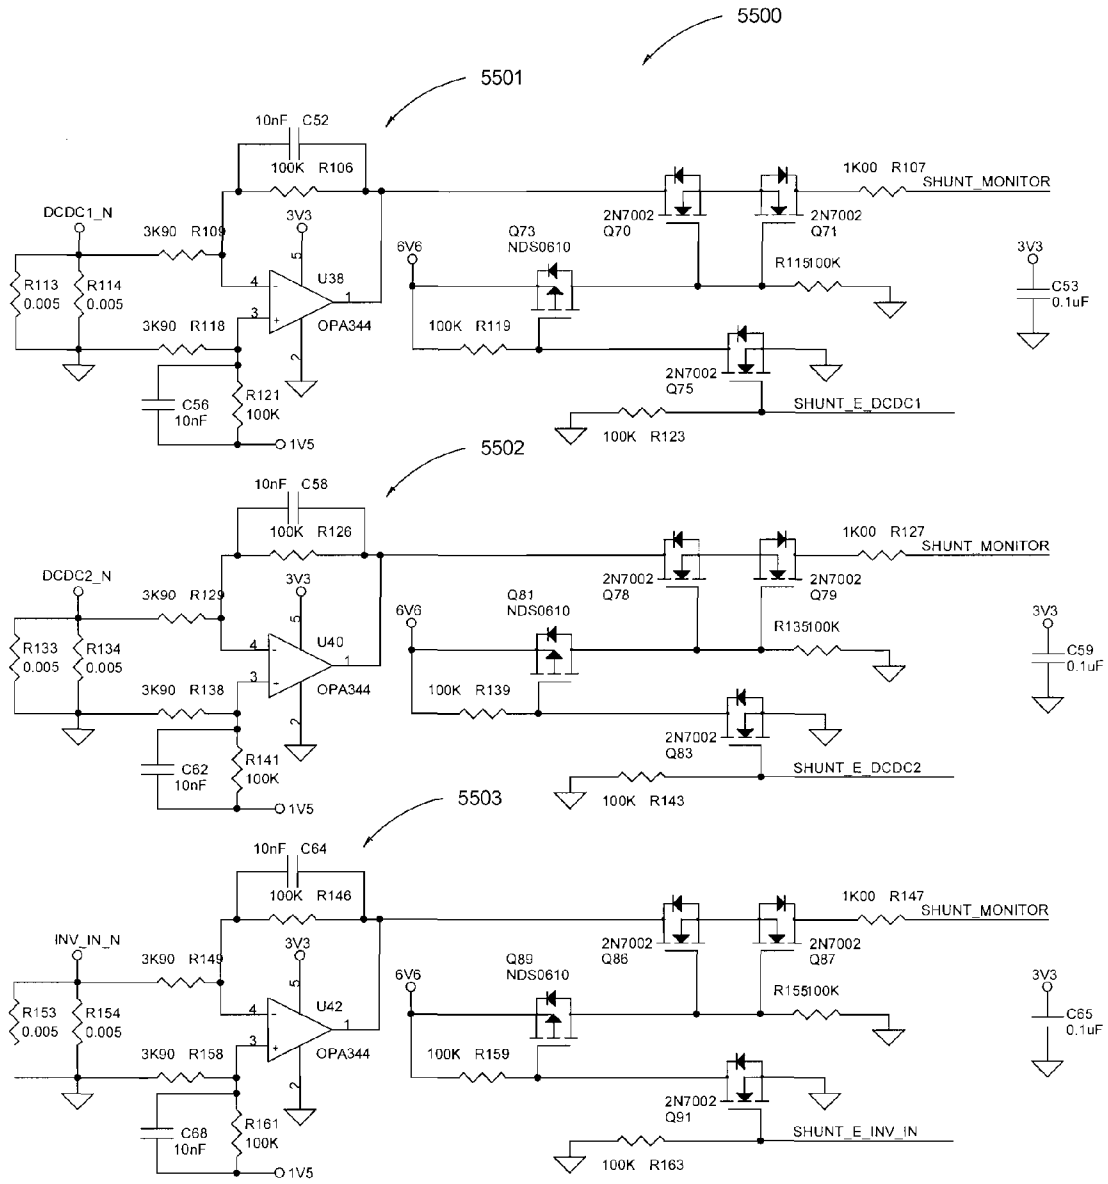 5500
5501
10nF C52
100K R106
1K00 R107
SHUNT_MONITOR
DCDC1_N
3V3
3K90 R109
5
2N7002
Q70
2N7002
Q71
Q73
NDS0610
6V6
3V3
R113
0.005
R114
0.005
4
U38
1
R115100K
C53
0.1uF
3
OPA344
3K90 R118
100K R119
2
2N7002
Q75
C56
10nF
R121
100K
SHUNT_E_DCDC1
100K R123
1V5
5502
10nF C58
100K R126
1K00 R127
SHUNT_MONITOR
DCDC2_N
3V3
3K90 R129
5
2N7002
Q78
2N7002
Q79
Q81
NDS0610
6V6
3V3
R133
0.005
R134
0.005
4
U40
1
R135100K
C59
0.1uF
3
OPA344
3K90 R138
100K R139
2
2N7002
Q83
C62
10nF
R141
100K
SHUNT_E_DCDC2
100K R143
1V5
5503
10nF C64
100K R146
1K00 R147
SHUNT_MONITOR
INV_IN_N
3V3
3K90 R149
5
2N7002
Q86
2N7002
Q87
Q89
NDS0610
6V6
3V3
R153
0.005
R154
0.005
4
U42
1
R155100K
C65
0.1uF
3
OPA344
3K90 R158
100K R159
2
2N7002
Q91
C68
10nF
R161
100K
SHUNT_E_INV_IN
100K R163
1V5